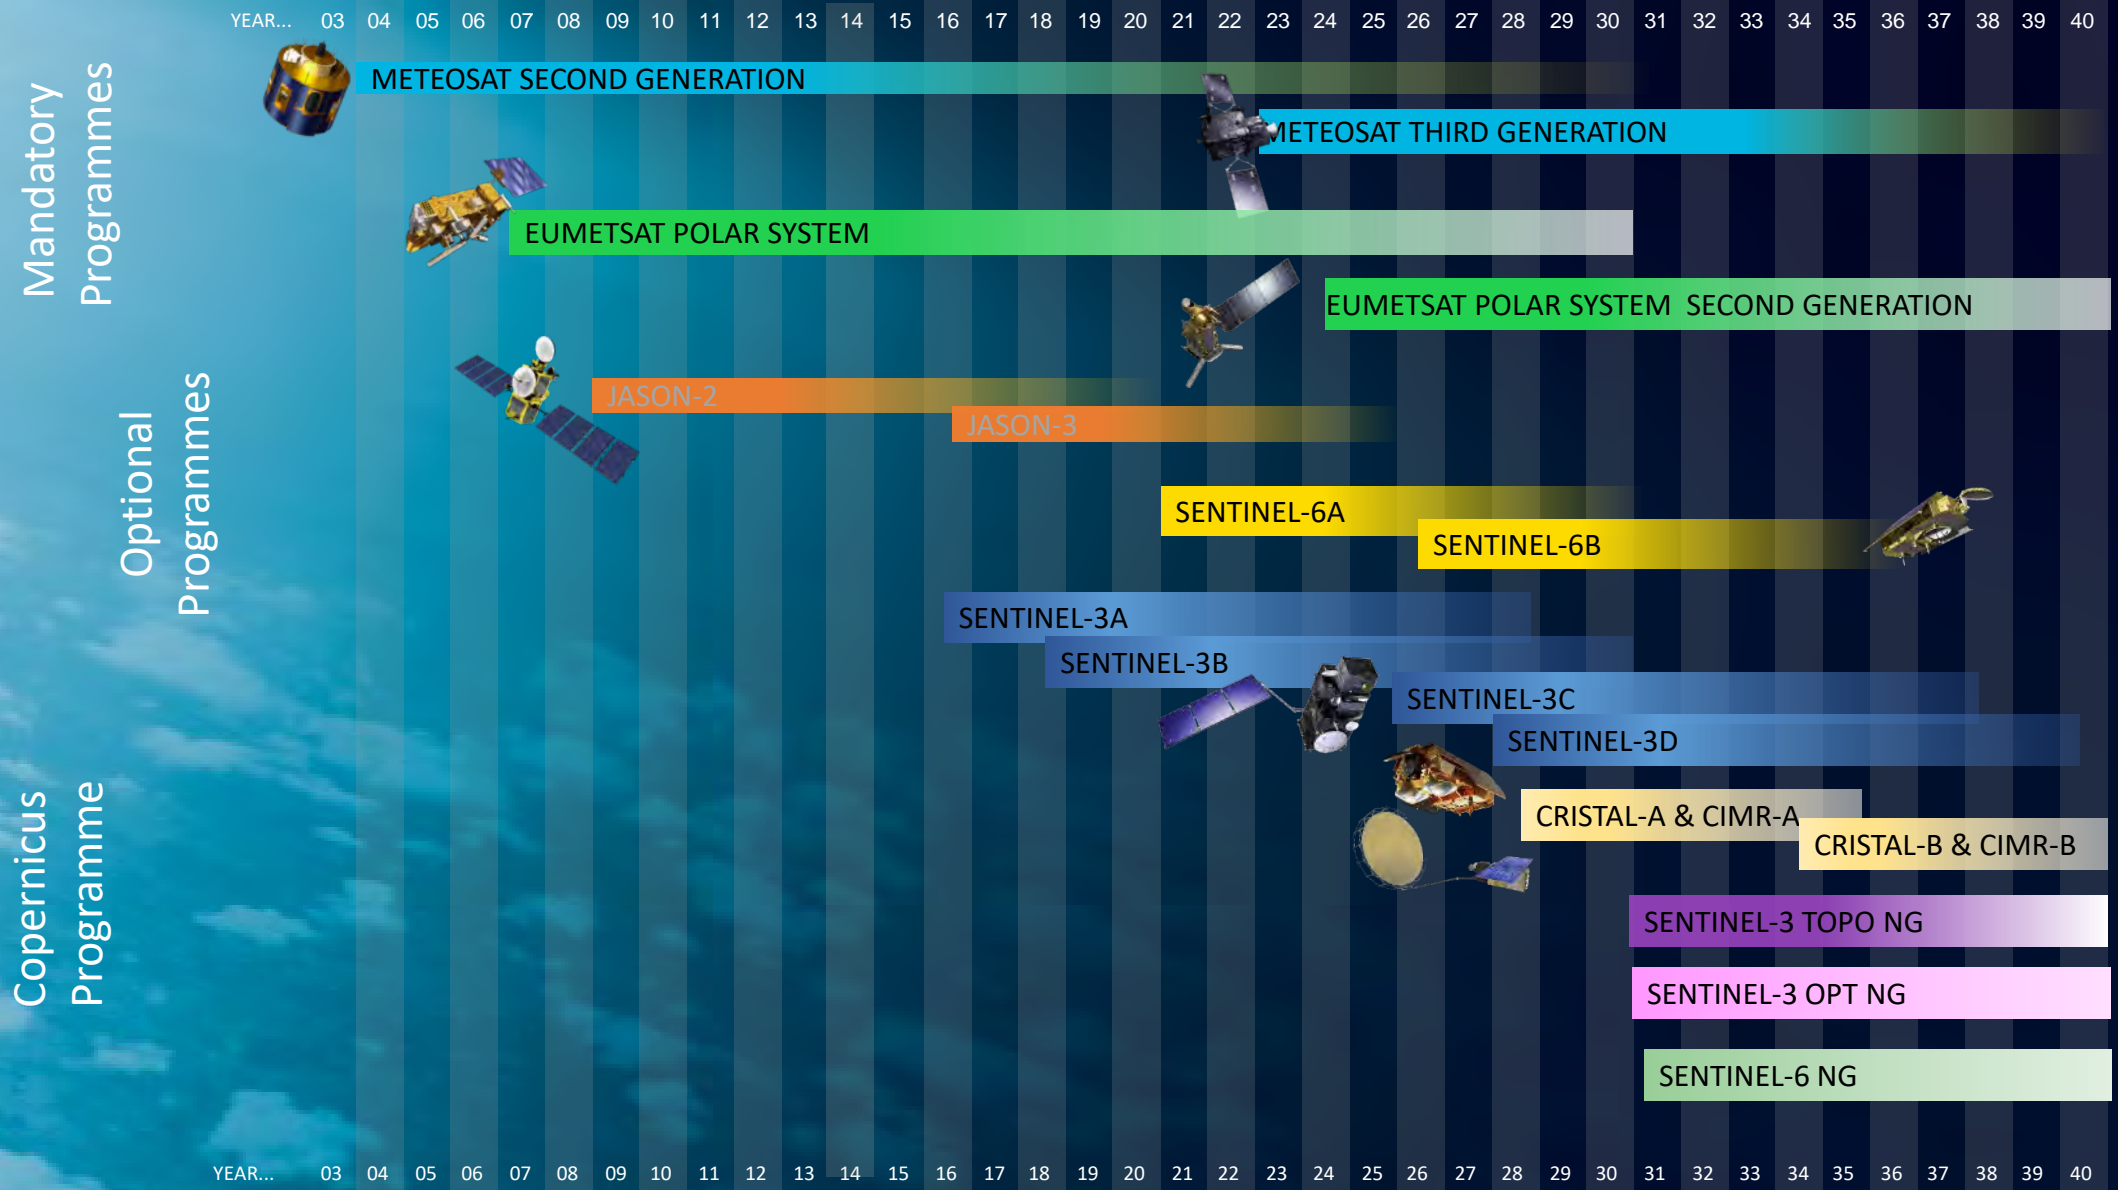 YEAR... 03 04 05 06 07 08 09 10 11 12 13 14 15 16 17 18 19 20 21 22 23 24 25 26 27 28 29 30 31 32 33 34 35 36 37 38 39 40
Mandatory
Programmes
METEOSAT SECOND GENERATION
METEOSAT THIRD GENERATION
EUMETSAT POLAR SYSTEM
EUMETSAT POLAR SYSTEM SECOND GENERATION
Optional
Programmes
JASON-2
JASON-3
SENTINEL-6A
SENTINEL-6B
Copernicus
Programme
SENTINEL-3A
SENTINEL-3B
SENTINEL-3C
SENTINEL-3D
CRISTAL-A & CIMR-A
CRISTAL-B & CIMR-B
SENTINEL-3 TOPO NG
SENTINEL-3 OPT NG
SENTINEL-6 NG
YEAR... 03 04 05 06 07 08 09 10 11 12 13 14 15 16 17 18 19 20 21 22 23 24 25 26 27 28 29 30 31 32 33 34 35 36 37 38 39 40